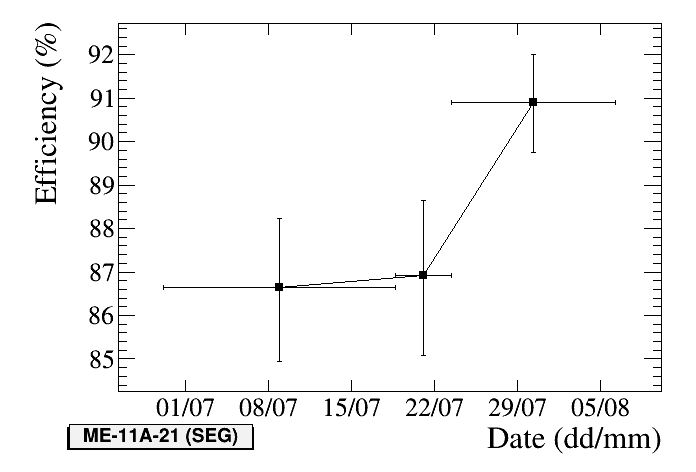 Efficiency (%)
92
91
90
89
88
87
86
85
01/07 08/07 15/07 22/07 29/07 05/08
ME-11A-21 (SEG)
Date (dd/mm)